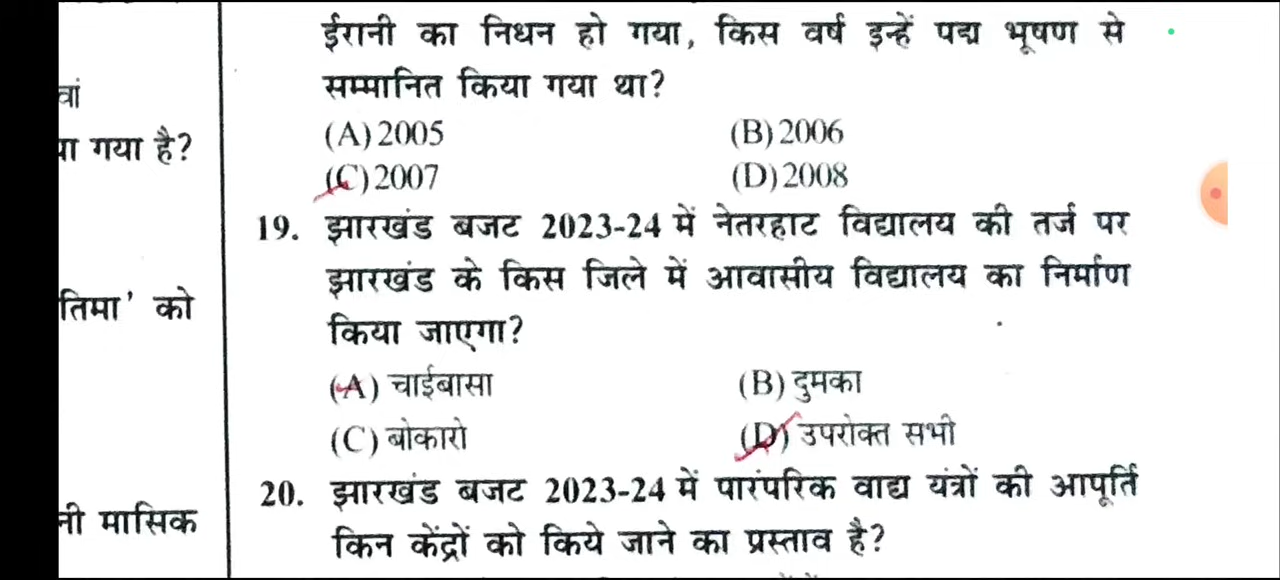 वां
या गया है?
तिमा' को
नी मासिक
ईरानी का निधन हो गया, किस वर्ष इन्हें पद्म भूषण से
सम्मानित किया गया था?
(A) 2005 (B) 2006
(C) 2007 (D) 2008
19. झारखंड बजट 2023-24 में नेतरहाट विद्यालय की तर्ज पर
झारखंड के किस जिले में आवासीय विद्यालय का निर्माण
किया जाएगा?
(A) चाईबासा (B) दुमका
(C) बोकारो (D) उपरोक्त सभी
20. झारखंड बजट 2023-24 में पारंपरिक वाद्य यंत्रों की आपूर्ति
किन केंद्रों को किये जाने का प्रस्ताव है?